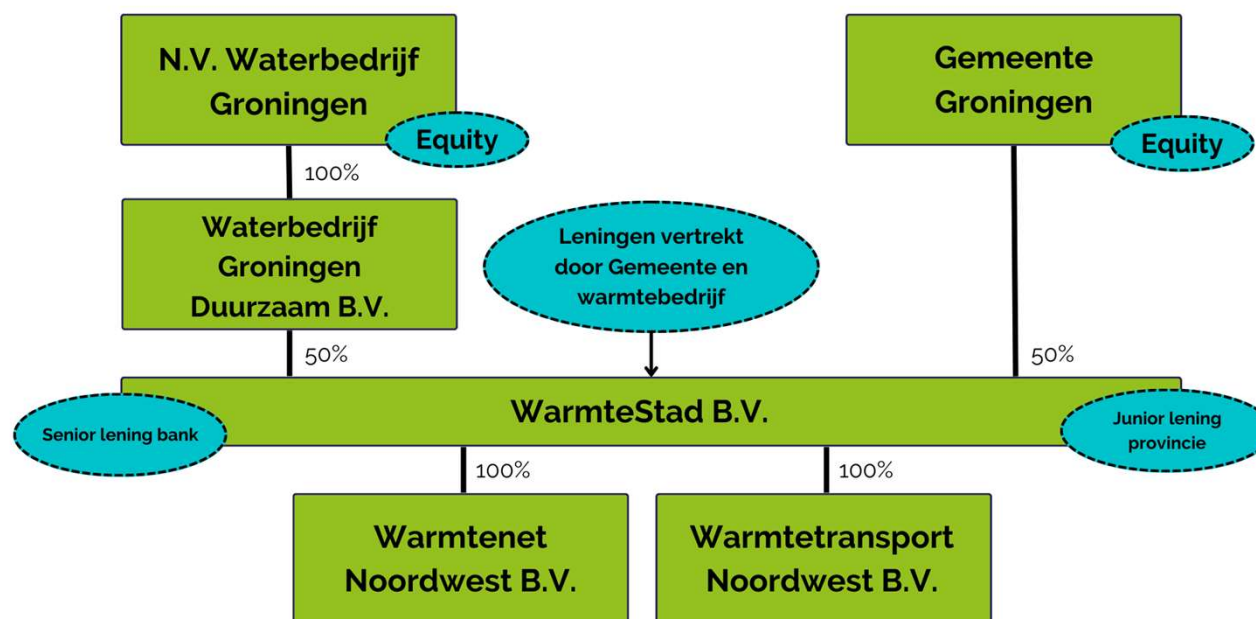 N.V. Waterbedrijf
Groningen
Equity
Gemeente
Groningen
Equity
100%
Waterbedrijf
Groningen
Duurzaam B.V.
Leningen vertrekt
door Gemeente en
warmtebedrijf
50%
50%
WarmteStad B.V.
Senior lening bank
Junior lening
provincie
100%
100%
Warmtenet
Noordwest B.V.
Warmtetransport
Noordwest B.V.